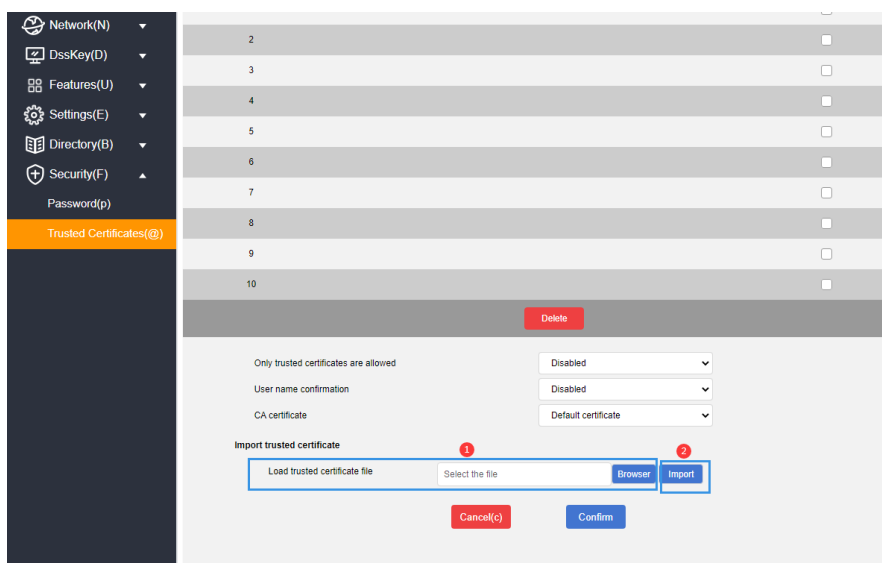 Network(N)
DssKey(D)
Features(U)
Settings(E)
Directory(B)
Security(F)
Password(p)
Trusted Certificates(@)
2
3
4
5
6
7
8
9
10
Delete
Only trusted certificates are allowed Disabled
User name confirmation Disabled
CA certificate Default certificate
Import trusted certificate
1 2
Load trusted certificate file Select the file Browser Import
Cancel(c) Confirm